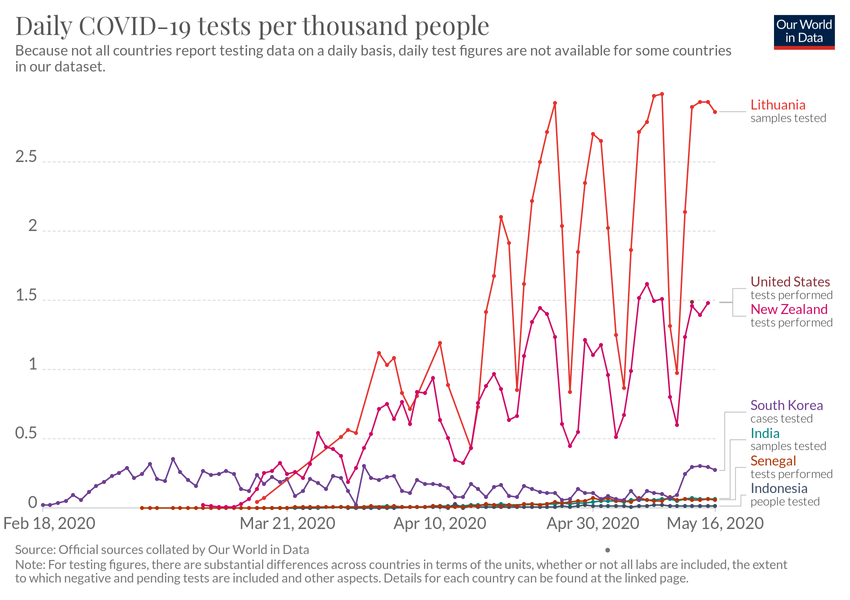 Daily COVID-19 tests per thousand people
Our World
in Data
Because not all countries report testing data on a daily basis, daily test figures are not available for some countries
in our dataset.
Lithuania
samples tested
2.5
2
United States
tests performed
1.5
New Zealand
tests performed
1
South Korea
cases tested
India
samples tested
0.5
Senegal
tests performed
Indonesia
people tested
0
Feb 18, 2020
Mar 21, 2020
Apr 10, 2020
Apr 30, 2020
May 16, 2020
Source: Official sources collated by Our World in Data
Note: For testing figures, there are substantial differences across countries in terms of the units, whether or not all labs are included, the extent
to which negative and pending tests are included and other aspects. Details for each country can be found at the linked page.